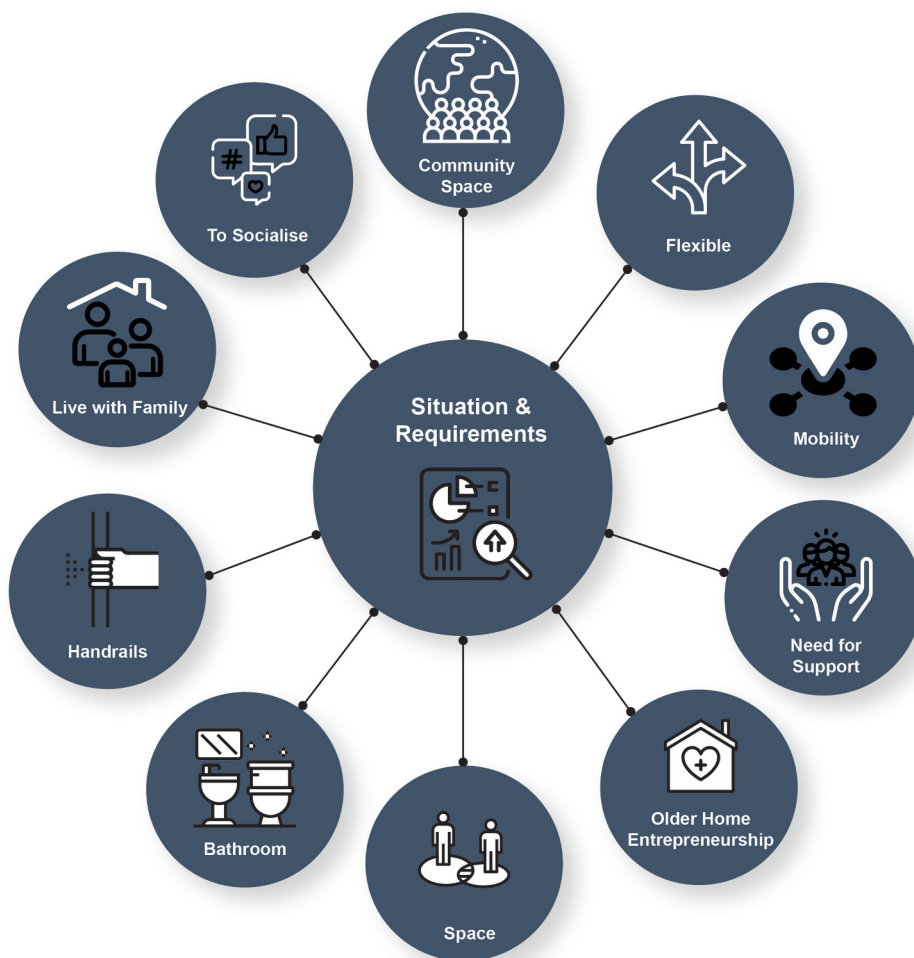 Community
Space
Flexible
To Socialise
Mobility
Live with Family
Situation &
Requirements
Need for
Support
Handrails
Older Home
Entrepreneurship
Bathroom
Space
#